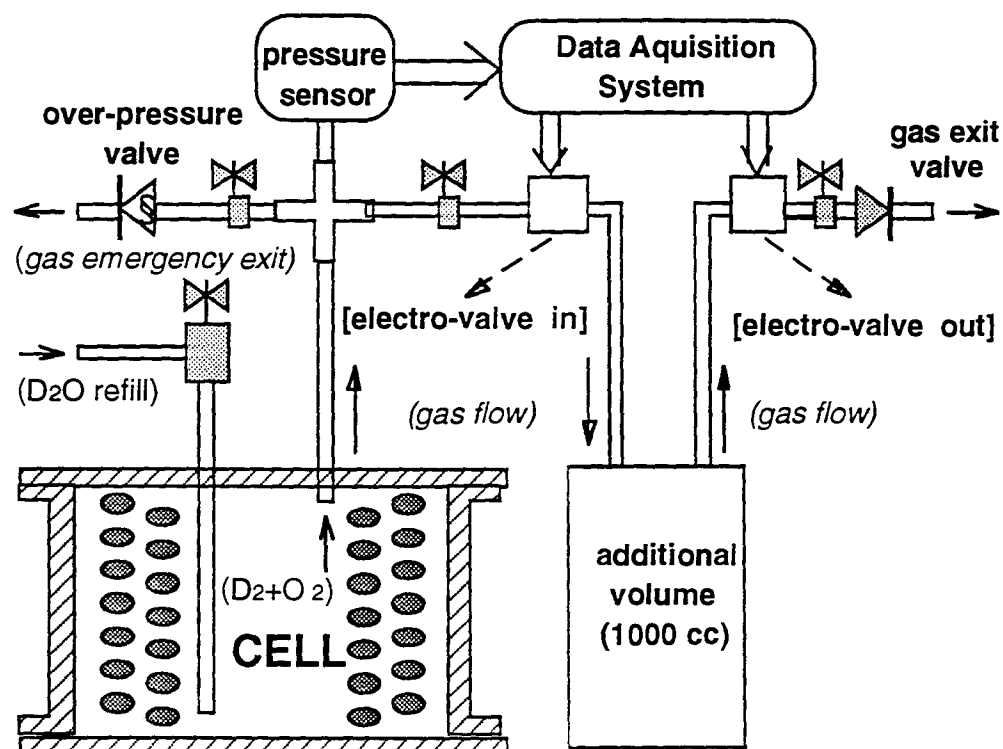 pressure
sensor
Data Aquisition
System
over-pressure
valve
gas exit
valve
(gas emergency exit)
[electro-valve in]
[electro-valve out]
(D2O refill)
(gas flow)
(gas flow)
(D2+O2)
CELL
additional
volume
(1000 cc)